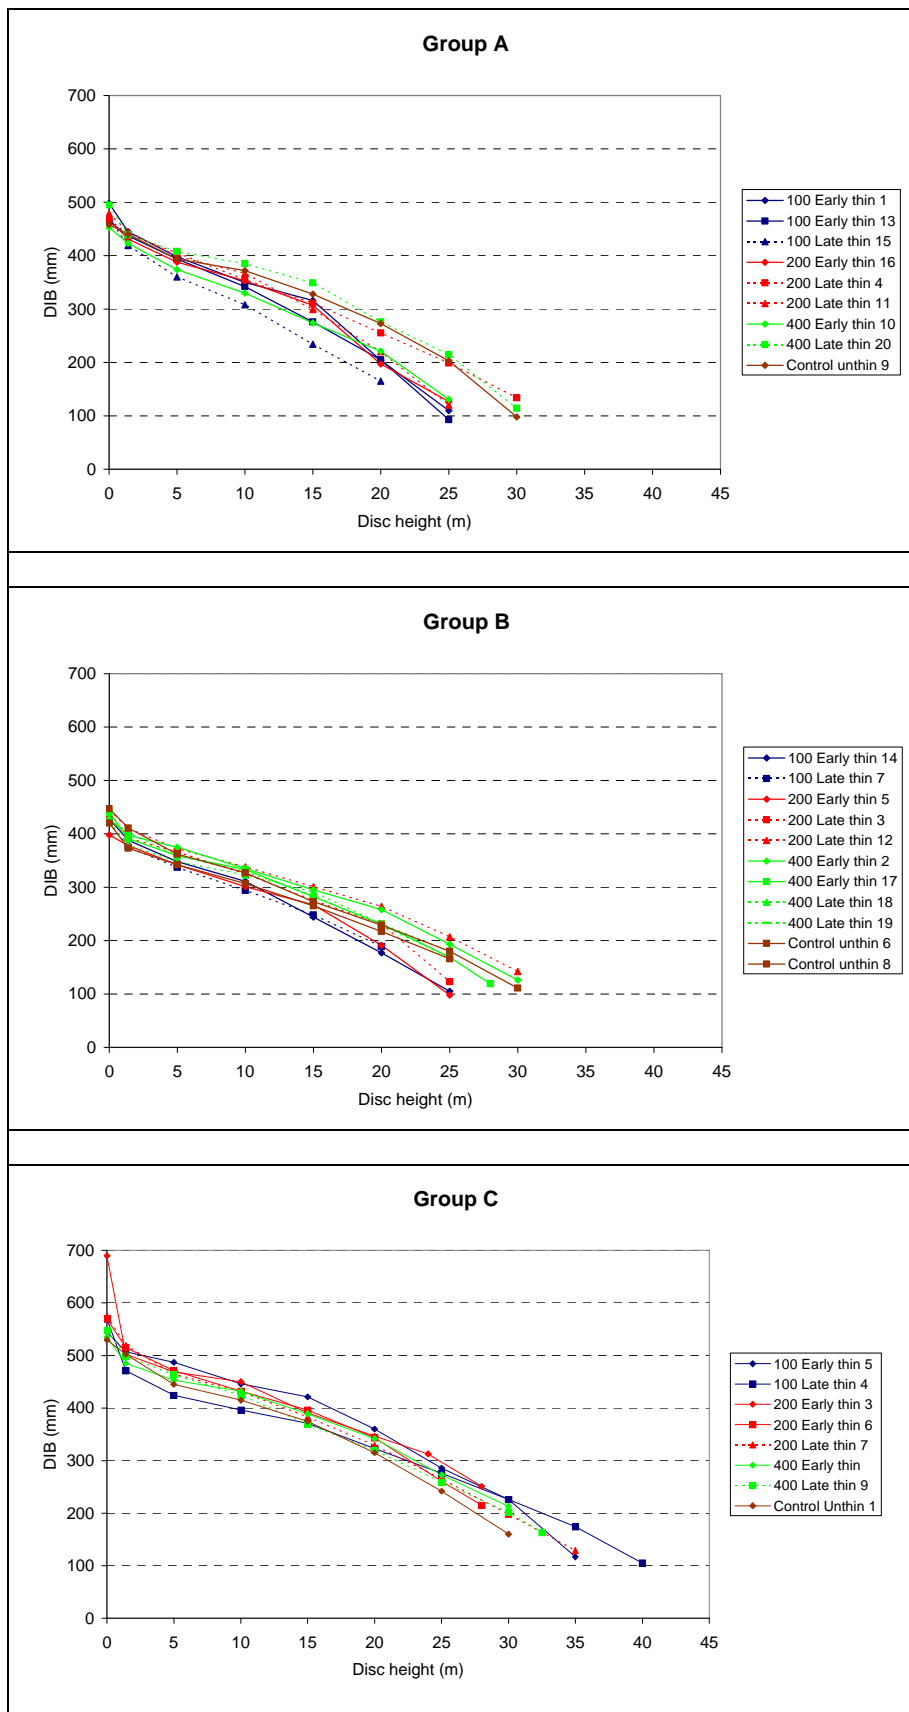 Group A
700
600
500
400
300
200
100
0
DIB (mm)
0 5 10 15 20 25 30 35 40 45
Disc height (m)
100 Early thin 1
100 Early thin 13
100 Late thin 15
200 Early thin 16
200 Late thin 4
200 Late thin 11
400 Early thin 10
400 Late thin 20
Control unthin 9
Group B
700
600
500
400
300
200
100
0
DIB (mm)
0 5 10 15 20 25 30 35 40 45
Disc height (m)
100 Early thin 14
100 Late thin 7
200 Early thin 5
200 Late thin 3
200 Late thin 12
400 Early thin 2
400 Early thin 17
400 Late thin 18
400 Late thin 19
Control unthin 6
Control unthin 8
Group C
700
600
500
400
300
200
100
0
DIB (mm)
0 5 10 15 20 25 30 35 40 45
Disc height (m)
100 Early thin 5
100 Late thin 4
200 Early thin 3
200 Early thin 6
200 Late thin 7
400 Early thin
400 Late thin 9
Control Unthin 1